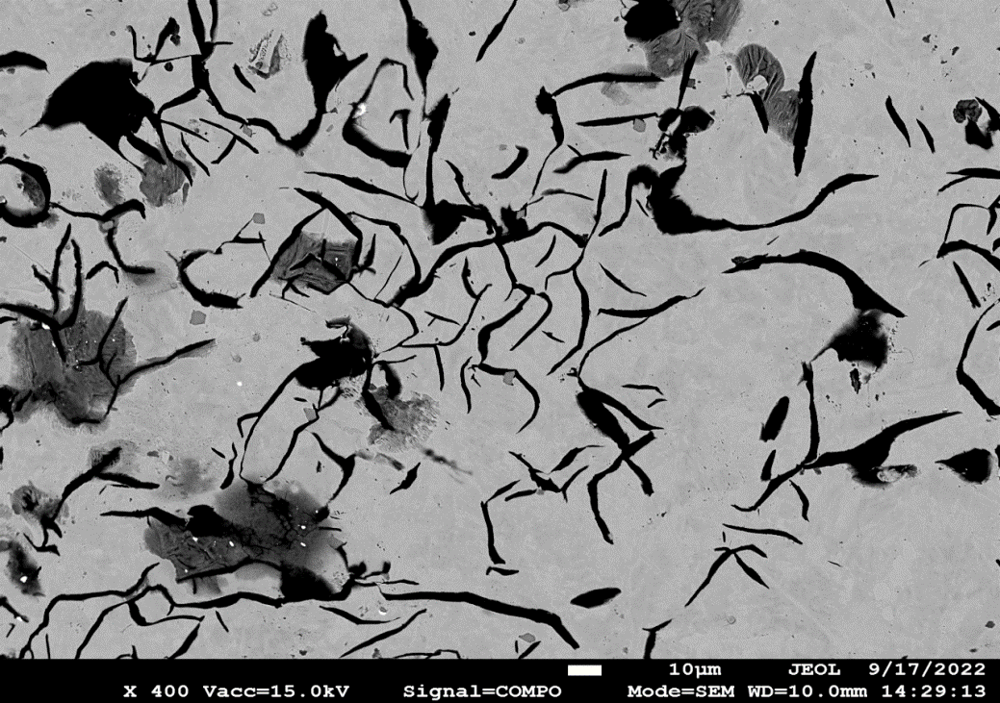 10µm JEOL 9/17/2022
X 400 Vacc=15.0kV Signal=COMPO Mode=SEM WD=10.0mm 14:29:13